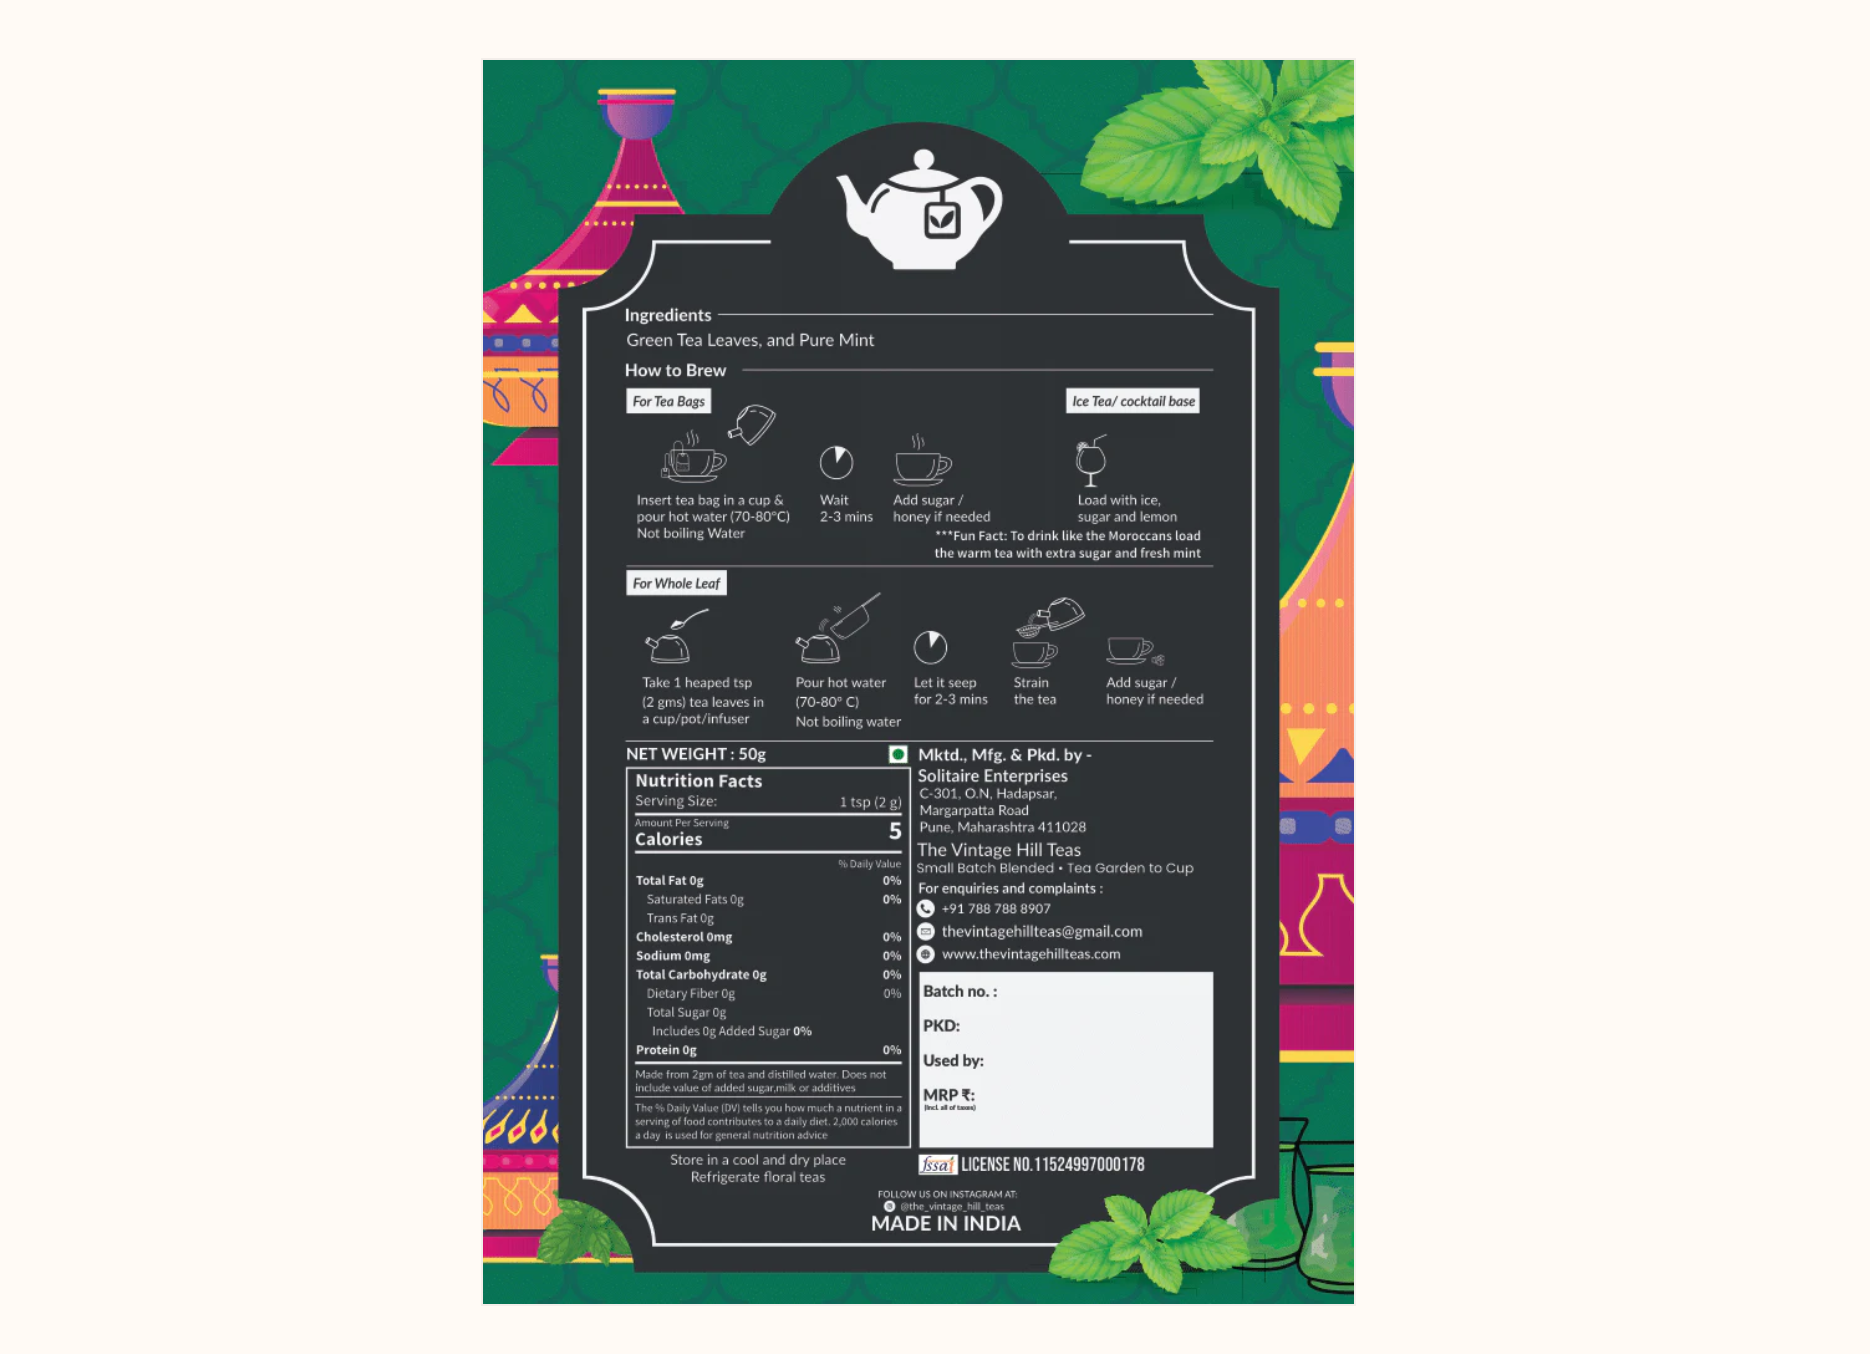 Ingredients
Green Tea Leaves, and Pure Mint
How to Brew
For Tea Bags
Insert tea bag in a cup &
pour hot water (70-80°C)
Not boiling Water
Wait
2-3 mins
Add sugar /
honey if needed
Ice Tea/ cocktail base
Load with ice,
sugar and lemon
***Fun Fact: To drink like the Moroccans load
the warm tea with extra sugar and fresh mint
For Whole Leaf
Take 1 heaped tsp
(2 gms) tea leaves in
a cup/pot/infuser
Pour hot water
(70-80° C)
Not boiling water
Let it seep
for 2-3 mins
Strain
the tea
Add sugar /
honey if needed
NET WEIGHT : 50g
Nutrition Facts
Serving Size: 1 tsp (2 g)
Amount Per Serving
Calories 5
% Daily Value
Total Fat 0g 0%
Saturated Fats 0g 0%
Trans Fat 0g
Cholesterol 0mg 0%
Sodium 0mg 0%
Total Carbohydrate 0g 0%
Dietary Fiber 0g 0%
Total Sugar 0g
Includes 0g Added Sugar 0%
Protein 0g 0%
Made from 2gm of tea and distilled water. Does not
include value of added sugar,milk or additives
The % Daily Value (DV) tells you how much a nutrient in a
serving of food contributes to a daily diet. 2,000 calories
a day is used for general nutrition advice
Store in a cool and dry place
Refrigerate floral teas
Mktd., Mfg. & Pkd. by -
Solitaire Enterprises
C-301, O.N, Hadapsar,
Margarpatta Road
Pune, Maharashtra 411028
The Vintage Hill Teas
Small Batch Blended • Tea Garden to Cup
For enquiries and complaints :
+91 788 788 8907
thevintagehillteas@gmail.com
www.thevintagehillteas.com
Batch no. :
PKD:
Used by:
MRP ₹:
(Incl. all of taxes)
fssai LICENSE NO.11524997000178
FOLLOW US ON INSTAGRAM AT:
@the_vintage_hill_teas
MADE IN INDIA